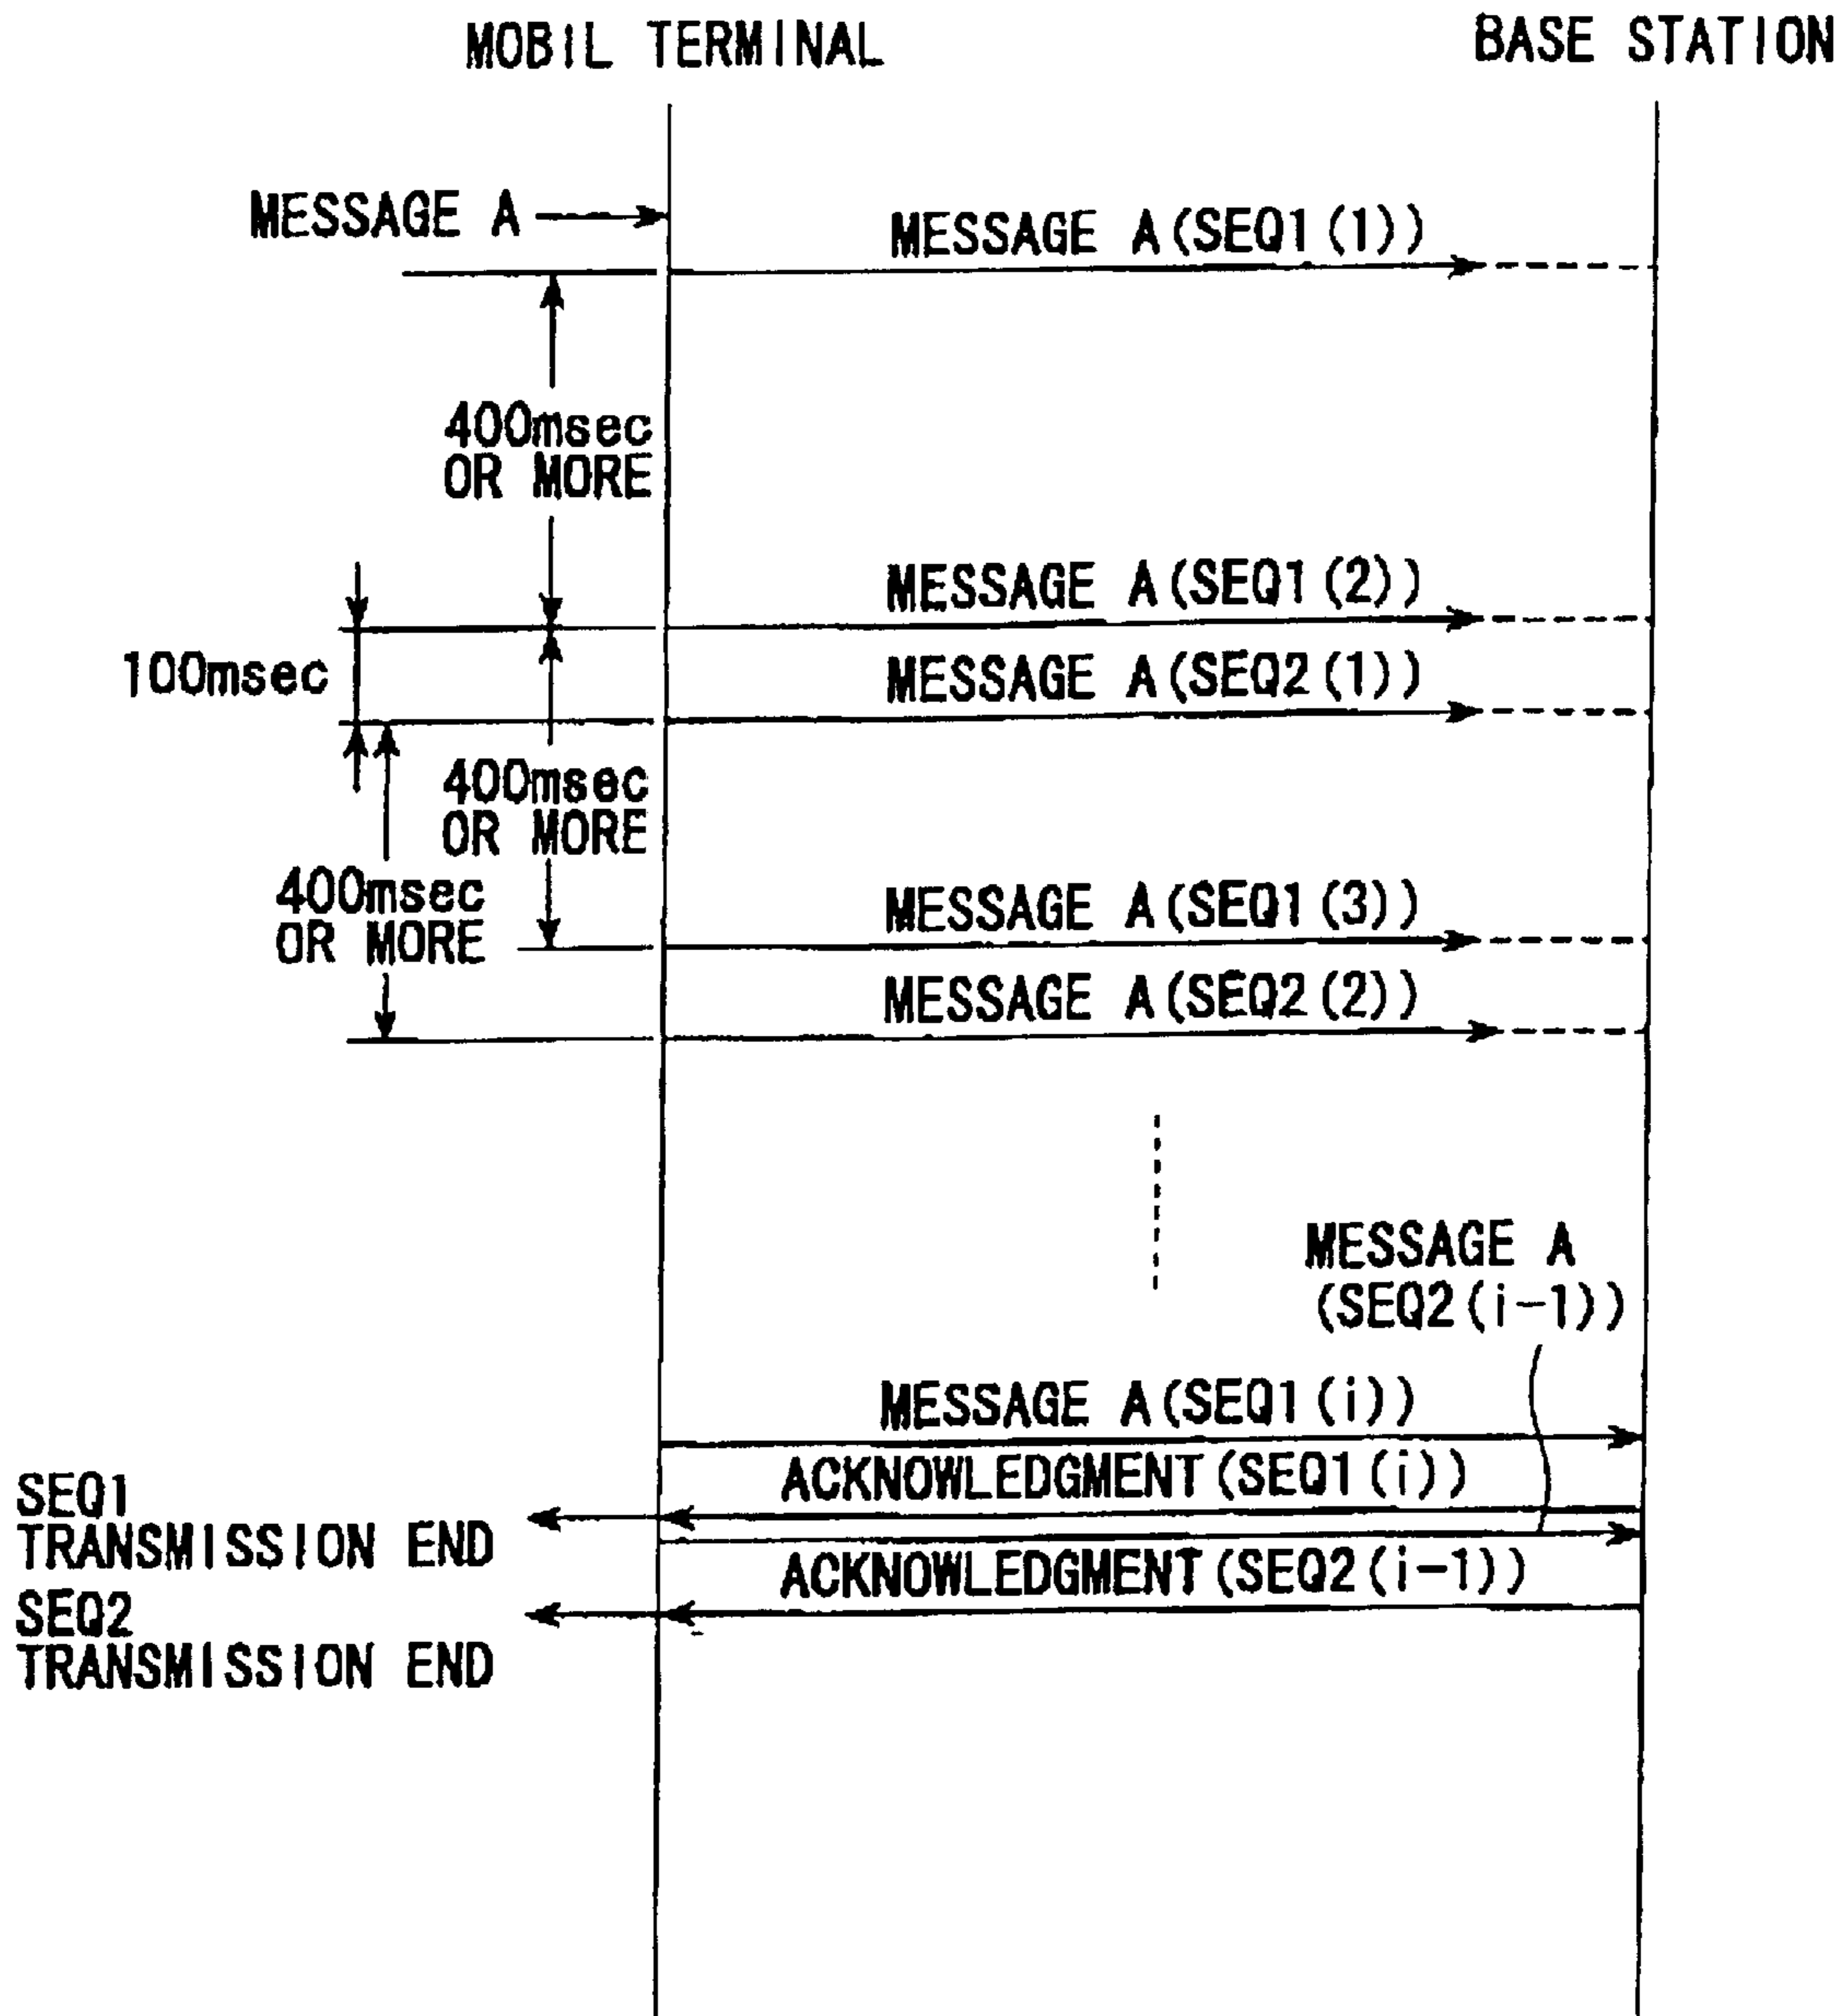 MOBIL TERMINAL
BASE STATION
MESSAGE A
MESSAGE A(SEQ1(1))
400msec
OR MORE
MESSAGE A(SEQ1(2))
100msec
MESSAGE A(SEQ2(1))
400msec
OR MORE
400msec
OR MORE
MESSAGE A(SEQ1(3))
MESSAGE A(SEQ2(2))
MESSAGE A
(SEQ2(i-1))
MESSAGE A(SEQ1(i))
ACKNOWLEDGMENT(SEQ1(i))
SEQ1
TRANSMISSION END
ACKNOWLEDGMENT(SEQ2(i-1))
SEQ2
TRANSMISSION END